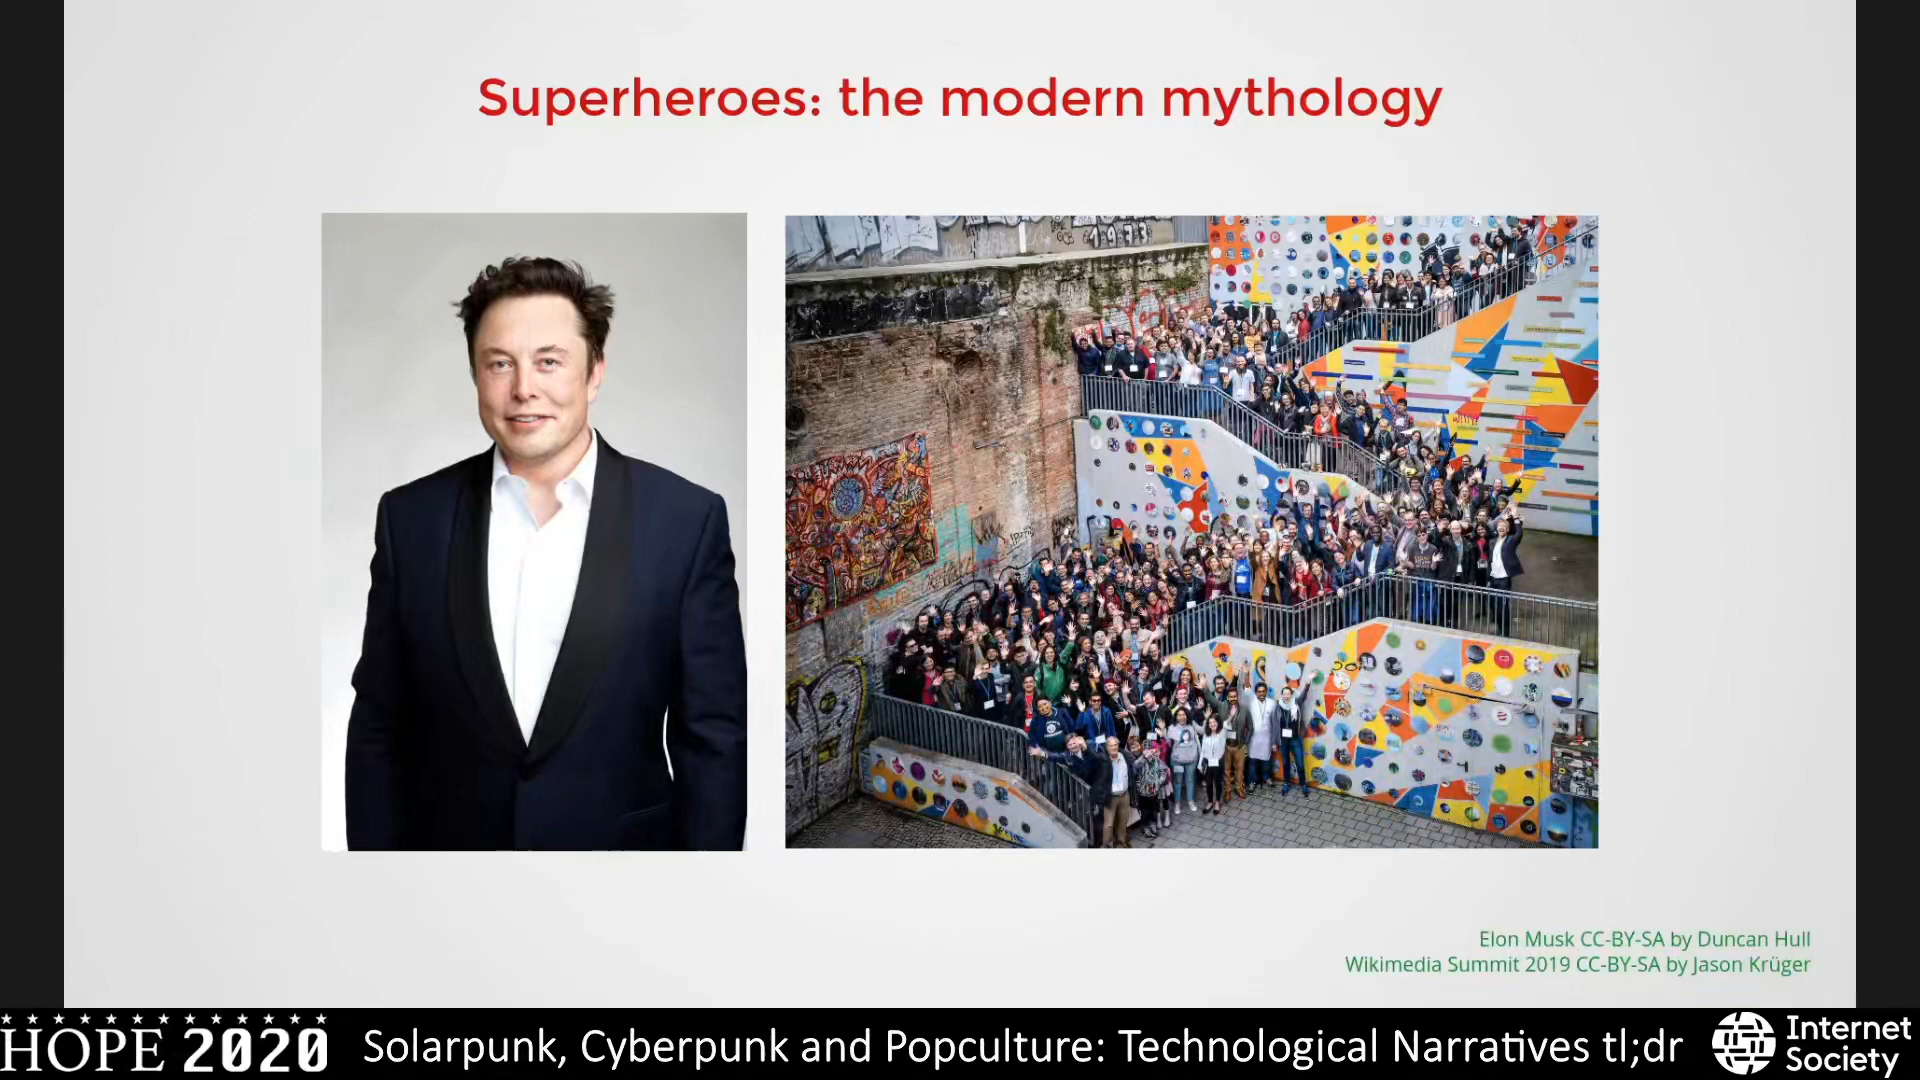 Superheroes: the modern mythology
1973
Elon Musk CC-BY-SA by Duncan Hull
Wikimedia Summit 2019 CC-BY-SA by Jason Krüger
HOPE 2020
Solarpunk, Cyberpunk and Popculture: Technological Narratives tl;dr
Internet
Society